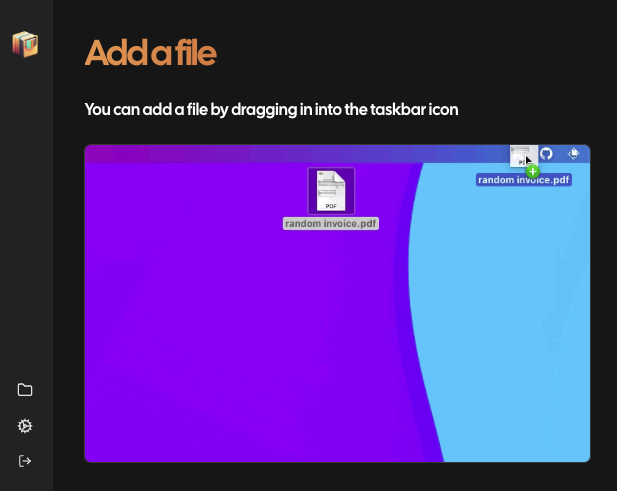 Add a file
You can add a file by dragging in into the taskbar icon
random invoice.pdf
PDF
random invoice.pdf